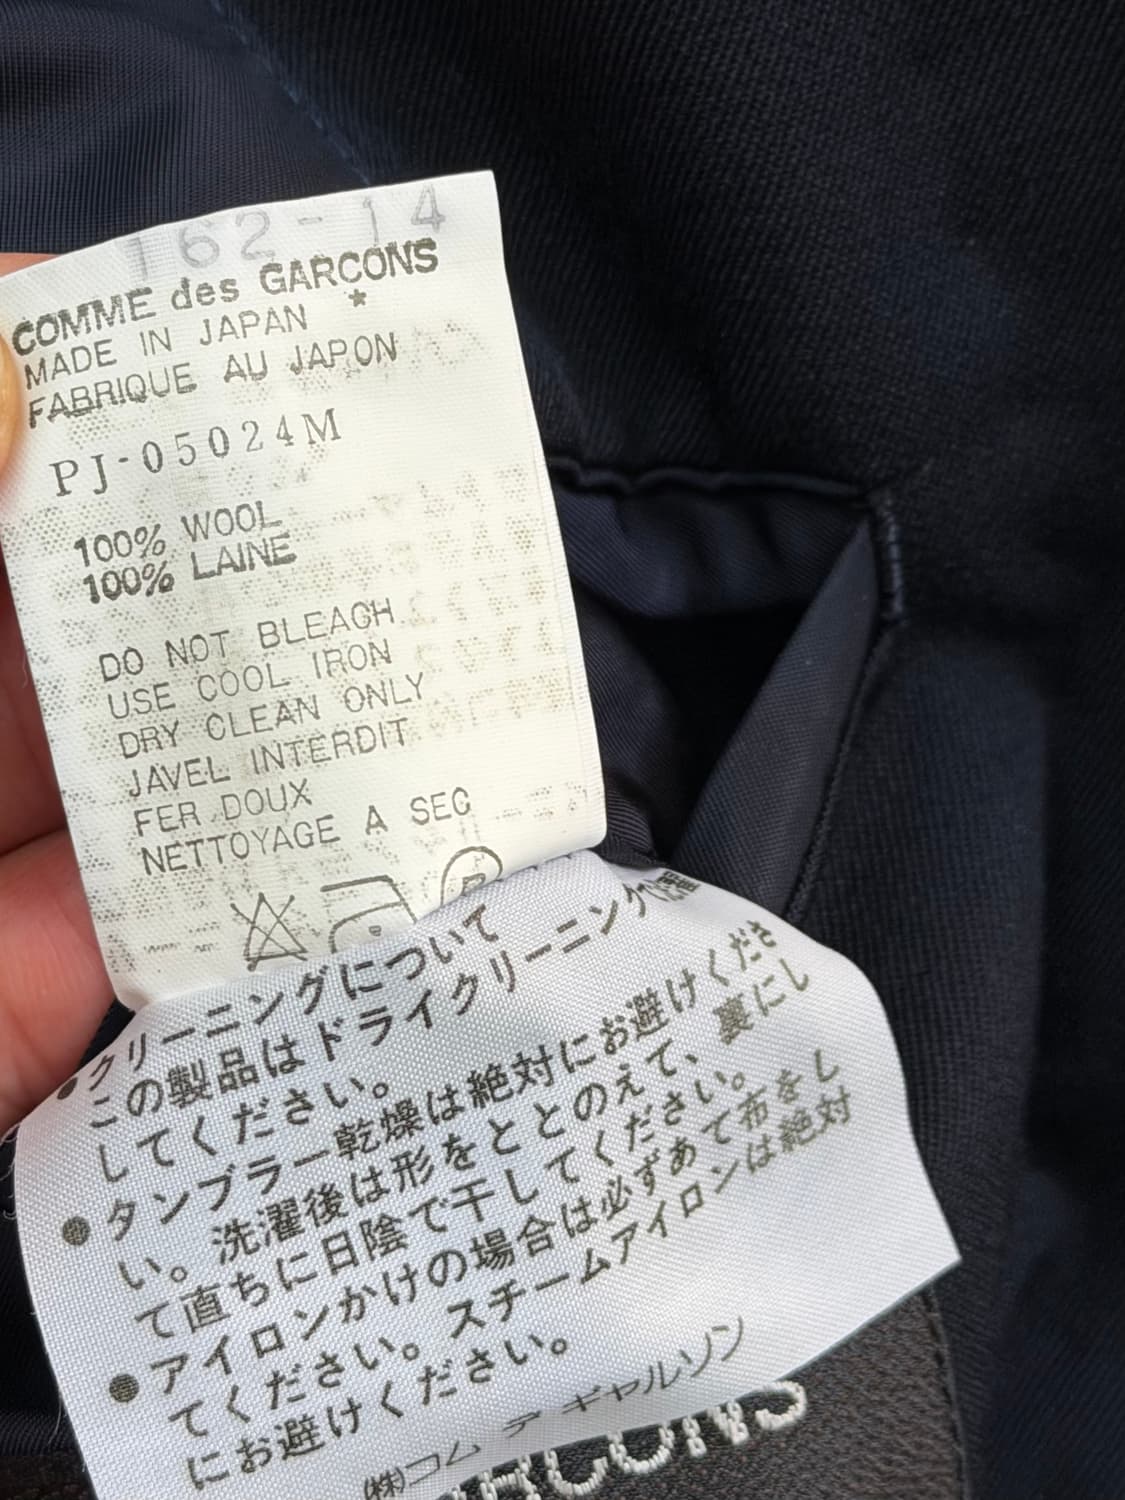 162-14
COMME des GARCONS
MADE IN JAPAN *
FABRIQUE AU JAPON
PJ-05024M
100% WOOL
100% LAINE
DO NOT BLEACH
USE COOL IRON
DRY CLEAN ONLY
JAVEL INTERDIT
FER DOUX
NETTOYAGE A SEC
P
●クリーニングについて
この製品はドライクリーニングで処理
してください。
●タンブラー乾燥は絶対にお避けくださ
い。洗濯後は形をととのえて、裏にし
て直ちに日陰で干してください。
●アイロンかけの場合は必ずあて布をし
てください。スチームアイロンは絶対
にお避けください。
(株)コム デ ギャルソン
RCONS